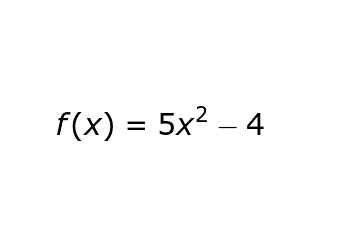 f(x) = 5x² – 4